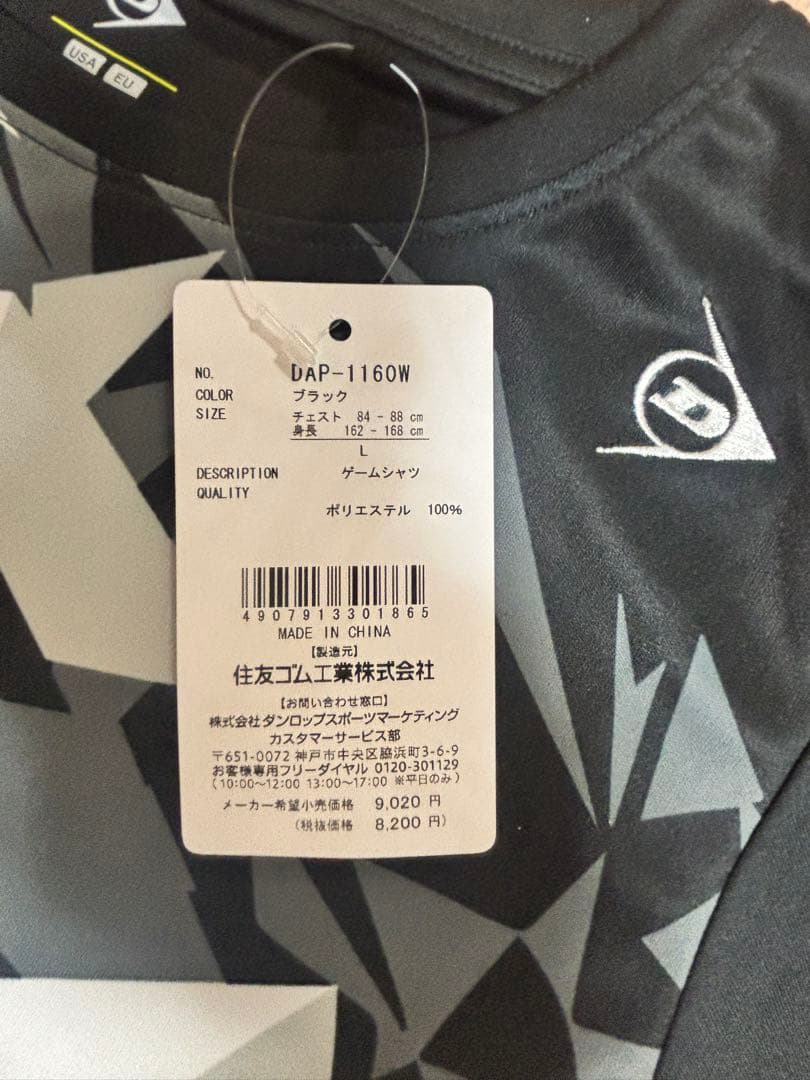 USA EU
D
NO. DAP-1160W
COLOR ブラック
SIZE チェスト 84 - 88 cm
身長 162 - 168 cm
L
DESCRIPTION ゲームシャツ
QUALITY
ポリエステル 100%
4907913301865
MADE IN CHINA
【製造元】
住友ゴム工業株式会社
【お問い合わせ窓口】
株式会社ダンロップスポーツマーケティング
カスタマーサービス部
〒651-0072 神戸市中央区脇浜町3-6-9
お客様専用フリーダイヤル 0120-301129
(10:00〜12:00 13:00〜17:00 ※平日のみ)
メーカー希望小売価格 9,020 円
(税抜価格 8,200 円)